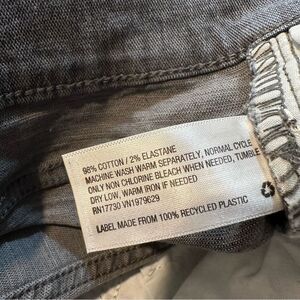 98% COTTON / 2% ELASTANE
MACHINE WASH WARM SEPARATELY, NORMAL CYCLE
ONLY NON CHLORINE BLEACH WHEN NEEDED, TUMBLE
DRY LOW, WARM IRON IF NEEDED
RN17730 VN1979629
LABEL MADE FROM 100% RECYCLED PLASTIC